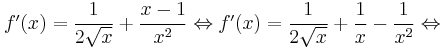 f'(x) = \frac{1}{2\sqrt{x}} + \frac{x-1}{x^2} \Leftrightarrow f'(x) = \frac{1}{2\sqrt{x}} + \frac{1}{x} - \frac{1}{x^2} \Leftrightarrow